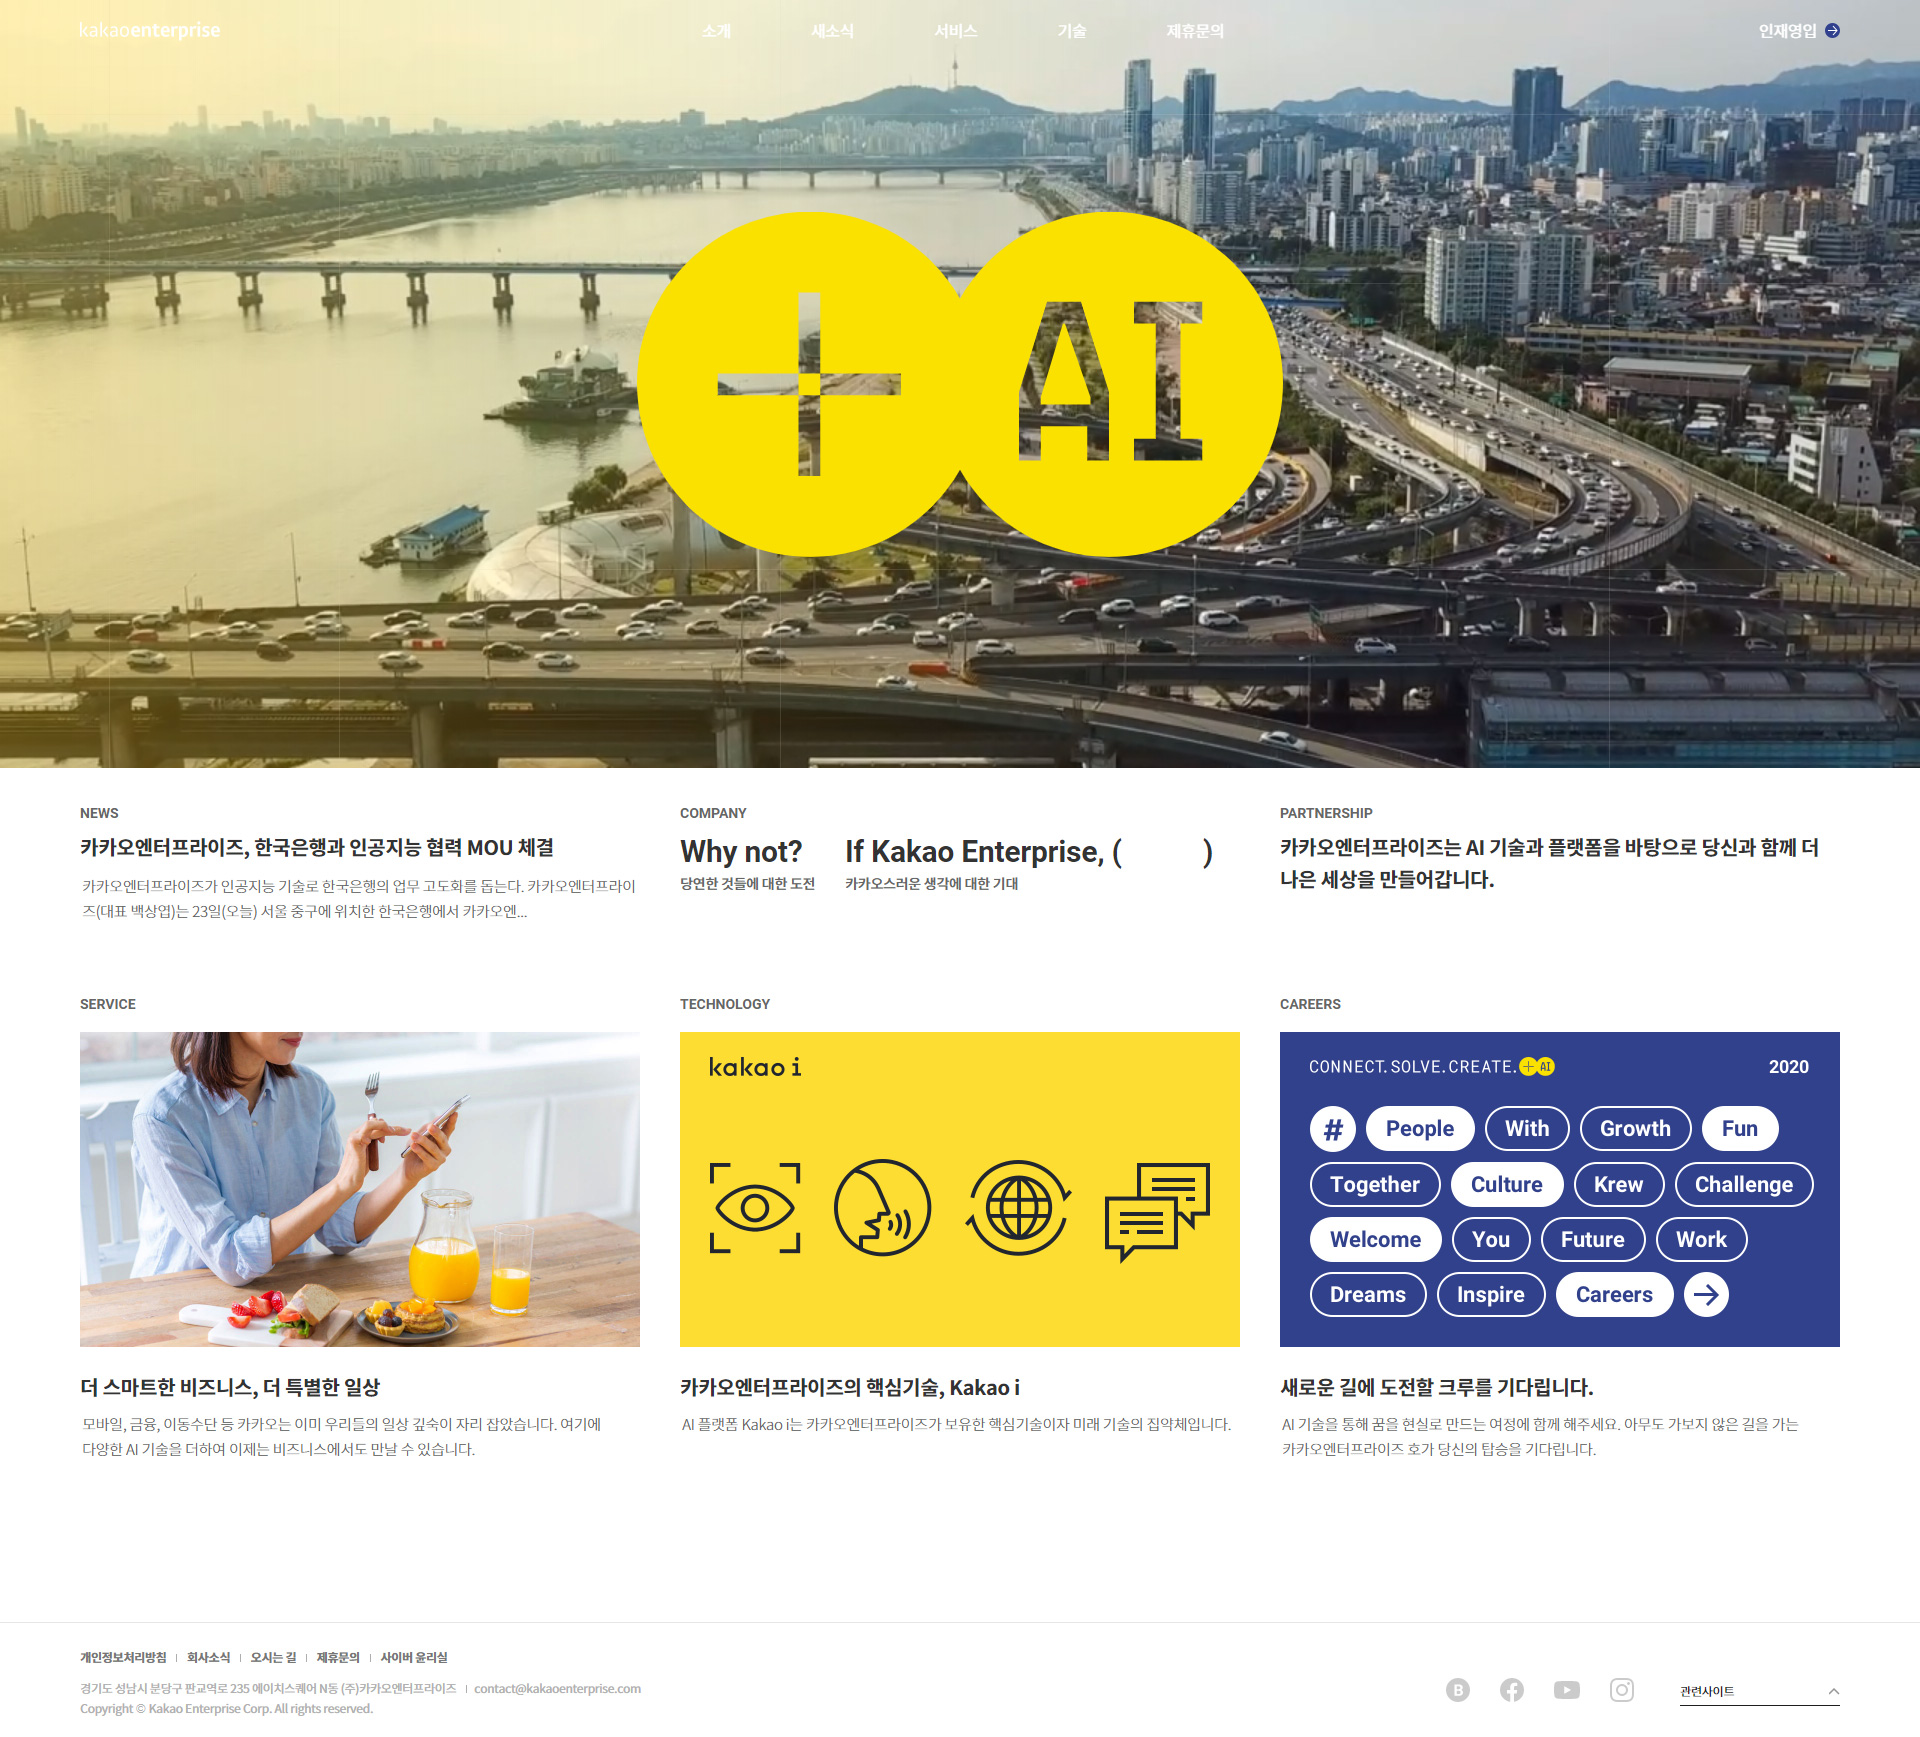 kakaoenterprise
소개
새소식
서비스
기술
제휴문의
인재영입
AI
NEWS
카카오엔터프라이즈, 한국은행과 인공지능 협력 MOU 체결
카카오엔터프라이즈가 인공지능 기술로 한국은행의 업무 고도화를 돕는다. 카카오엔터프라이
즈(대표 백상엽)는 23일(오늘) 서울 중구에 위치한 한국은행에서 카카오엔...
COMPANY
Why not?
당연한 것들에 대한 도전
If Kakao Enterprise, ( )
카카오스러운 생각에 대한 기대
PARTNERSHIP
카카오엔터프라이즈는 AI 기술과 플랫폼을 바탕으로 당신과 함께 더
나은 세상을 만들어갑니다.
SERVICE
더 스마트한 비즈니스, 더 특별한 일상
모바일, 금융, 이동수단 등 카카오는 이미 우리들의 일상 깊숙이 자리 잡았습니다. 여기에
다양한 AI 기술을 더하여 이제는 비즈니스에서도 만날 수 있습니다.
TECHNOLOGY
kakao i
카카오엔터프라이즈의 핵심기술, Kakao i
AI 플랫폼 Kakao i는 카카오엔터프라이즈가 보유한 핵심기술이자 미래 기술의 집약체입니다.
CAREERS
CONNECT. SOLVE. CREATE. + AI
2020
# People With Growth Fun
Together Culture Krew Challenge
Welcome You Future Work
Dreams Inspire Careers
새로운 길에 도전할 크루를 기다립니다.
AI 기술을 통해 꿈을 현실로 만드는 여정에 함께 해주세요. 아무도 가보지 않은 길을 가는
카카오엔터프라이즈 호가 당신의 탑승을 기다립니다.
개인정보처리방침 | 회사소식 | 오시는 길 | 제휴문의 | 사이버 윤리실
경기도 성남시 분당구 판교역로 235 에이치스퀘어 N동 (주)카카오엔터프라이즈 | contact@kakaoenterprise.com
Copyright © Kakao Enterprise Corp. All rights reserved.
B
관련사이트